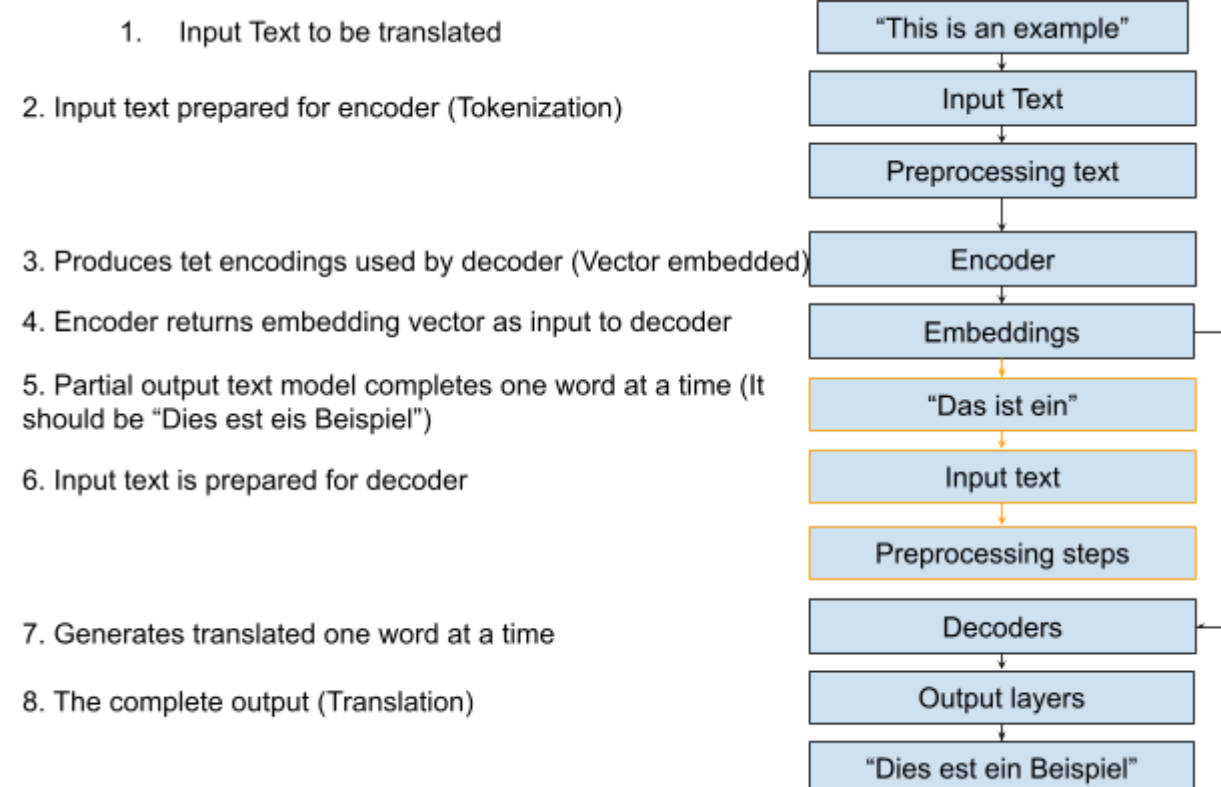 1. Input Text to be translated
“This is an example”
2. Input text prepared for encoder (Tokenization)
Input Text
Preprocessing text
3. Produces tet encodings used by decoder (Vector embedded)
Encoder
4. Encoder returns embedding vector as input to decoder
Embeddings
5. Partial output text model completes one word at a time (It
should be “Dies est eis Beispiel”)
“Das ist ein”
6. Input text is prepared for decoder
Input text
Preprocessing steps
7. Generates translated one word at a time
Decoders
8. The complete output (Translation)
Output layers
“Dies est ein Beispiel”